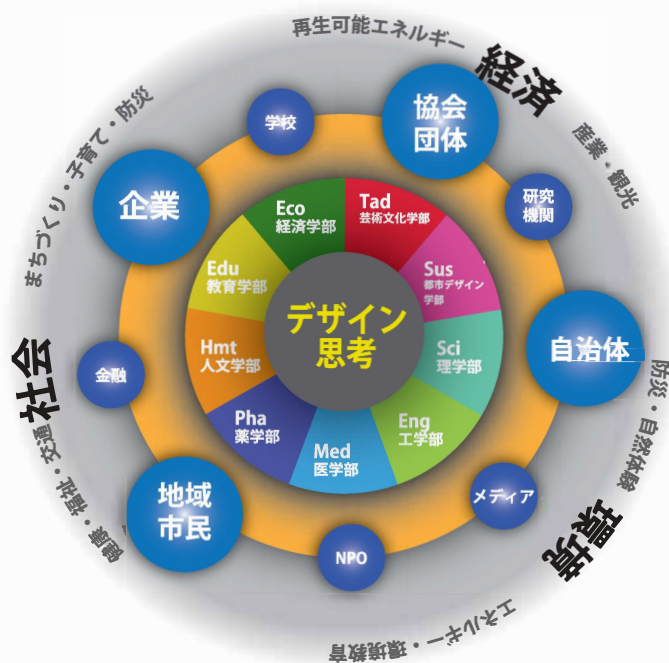 再生可能エネルギー
経済
産業・観光
防災・自然体験
環境
エネルギー・環境教育
健康・福祉・交通
社会
まちづくり・子育て・防災
協会
団体
研究
機関
自治体
メディア
NPO
地域
市民
金融
企業
学校
Tad
芸術文化学部
Sus
都市デザイン
学部
Sci
理学部
Eng
工学部
Med
医学部
Pha
薬学部
Hmt
人文学部
Edu
教育学部
Eco
経済学部
デザイン
思考